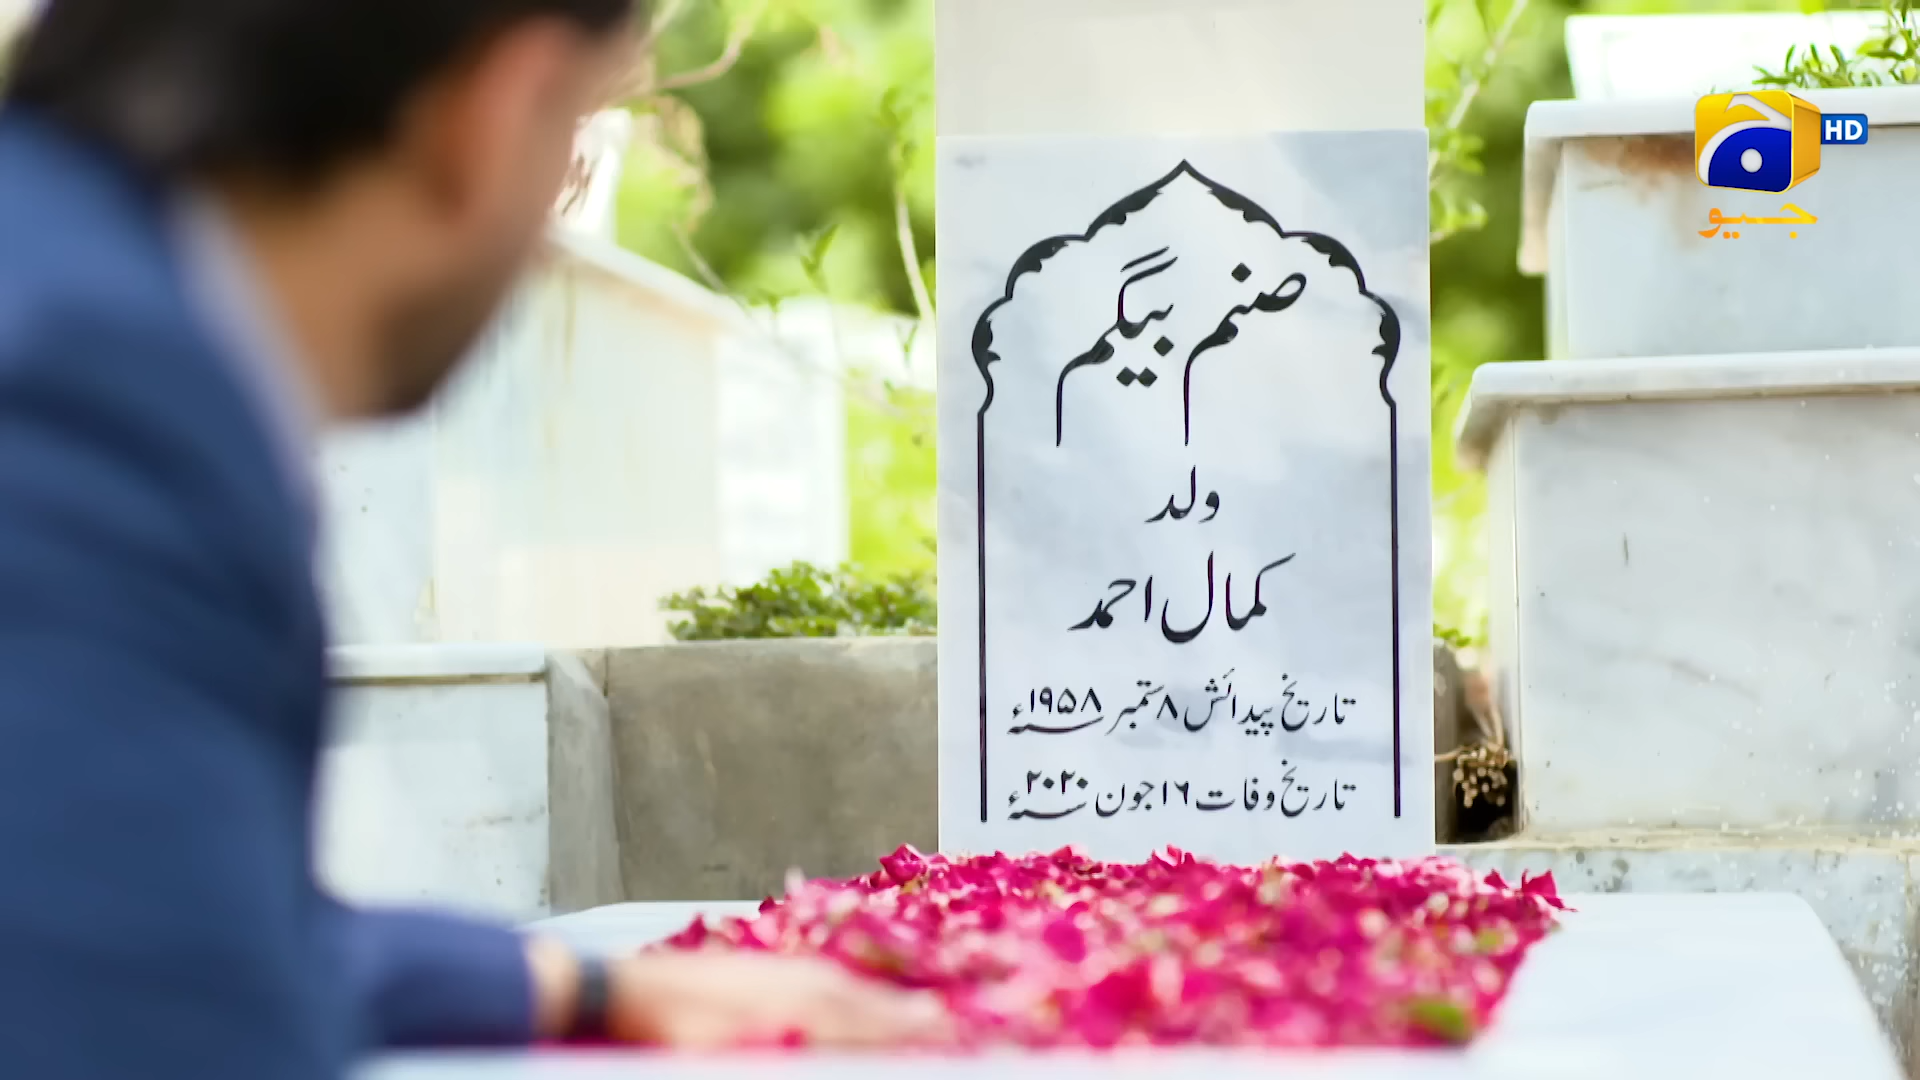 صنم بیگم
ولد
کمال احمد
تاریخ پیدائش ۸ ستمبر ۱۹۵۸ء
تاریخ وفات ۱۶ جون ۲۰۲۰ء
HD
جیو